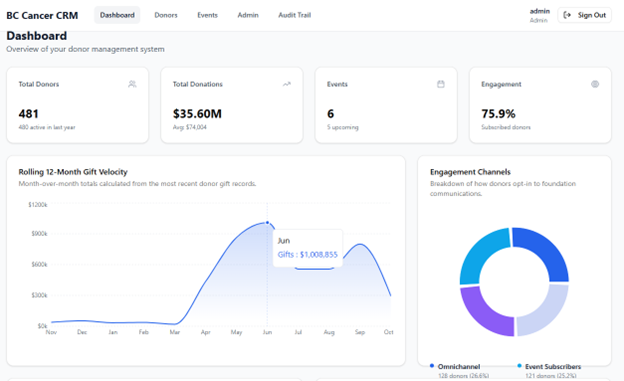 BC Cancer CRM
Dashboard
Donors
Events
Admin
Audit Trail
admin
Admin
Sign Out
Dashboard
Overview of your donor management system
Total Donors
481
480 active in last year
Total Donations
$35.60M
Avg: $74,004
Events
6
5 upcoming
Engagement
75.9%
Subscribed donors
Rolling 12-Month Gift Velocity
Month-over-month totals calculated from the most recent donor gift records.
$1200k
$900k
$600k
$300k
$0k
Nov Dec Jan Feb Mar Apr May Jun Jul Aug Sep Oct
Jun
Gifts : $1,008,855
Engagement Channels
Breakdown of how donors opt-in to foundation
communications.
Omnichannel
128 donors (26.6%)
Event Subscribers
121 donors (25.2%)